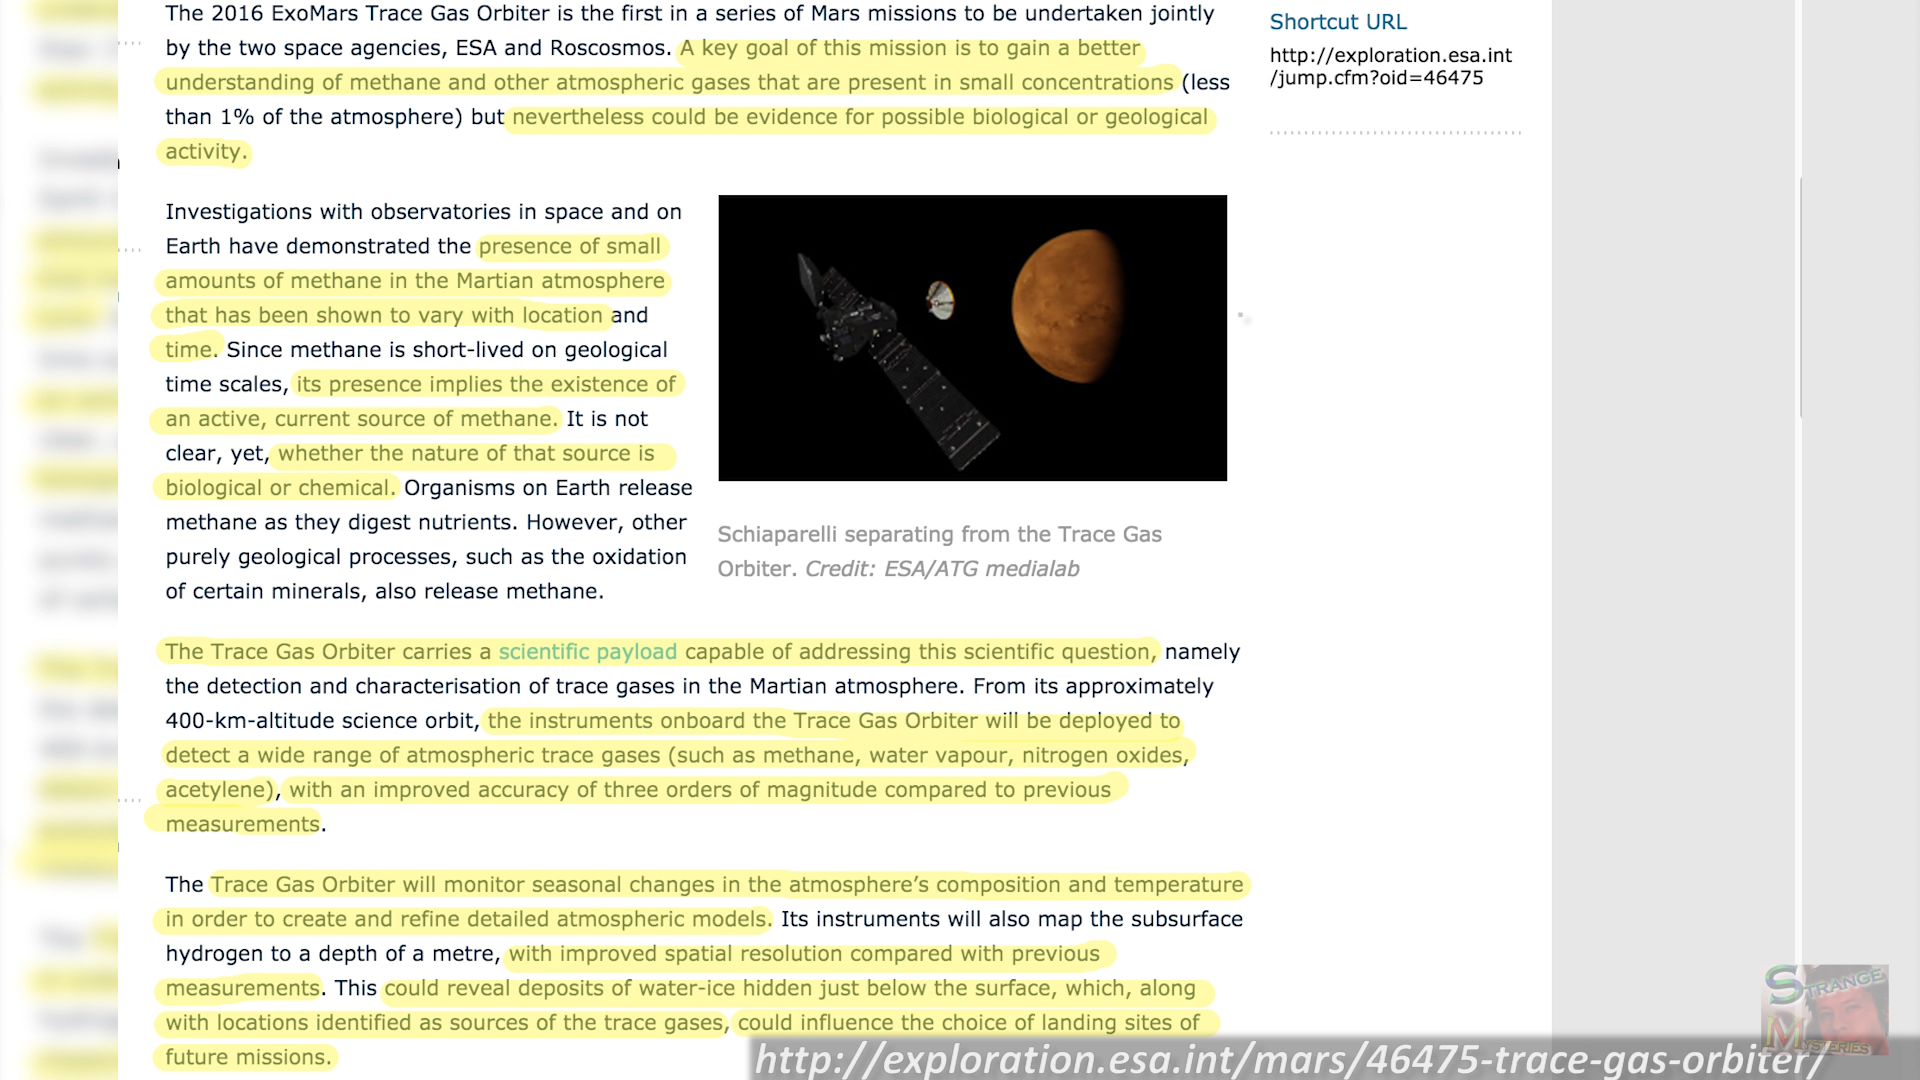 The 2016 ExoMars Trace Gas Orbiter is the first in a series of Mars missions to be undertaken jointly
by the two space agencies, ESA and Roscosmos. A key goal of this mission is to gain a better
understanding of methane and other atmospheric gases that are present in small concentrations (less
than 1% of the atmosphere) but nevertheless could be evidence for possible biological or geological
activity.
Investigations with observatories in space and on
Earth have demonstrated the presence of small
amounts of methane in the Martian atmosphere
that has been shown to vary with location and
time. Since methane is short-lived on geological
time scales, its presence implies the existence of
an active, current source of methane. It is not
clear, yet, whether the nature of that source is
biological or chemical. Organisms on Earth release
methane as they digest nutrients. However, other
purely geological processes, such as the oxidation
of certain minerals, also release methane.
Schiaparelli separating from the Trace Gas
Orbiter. Credit: ESA/ATG medialab
The Trace Gas Orbiter carries a scientific payload capable of addressing this scientific question, namely
the detection and characterisation of trace gases in the Martian atmosphere. From its approximately
400-km-altitude science orbit, the instruments onboard the Trace Gas Orbiter will be deployed to
detect a wide range of atmospheric trace gases (such as methane, water vapour, nitrogen oxides,
acetylene), with an improved accuracy of three orders of magnitude compared to previous
measurements.
The Trace Gas Orbiter will monitor seasonal changes in the atmosphere’s composition and temperature
in order to create and refine detailed atmospheric models. Its instruments will also map the subsurface
hydrogen to a depth of a metre, with improved spatial resolution compared with previous
measurements. This could reveal deposits of water-ice hidden just below the surface, which, along
with locations identified as sources of the trace gases, could influence the choice of landing sites of
future missions.
Shortcut URL
http://exploration.esa.int
/jump.cfm?oid=46475
STRANGE
MYSTERIES
http://exploration.esa.int/mars/46475-trace-gas-orbiter/